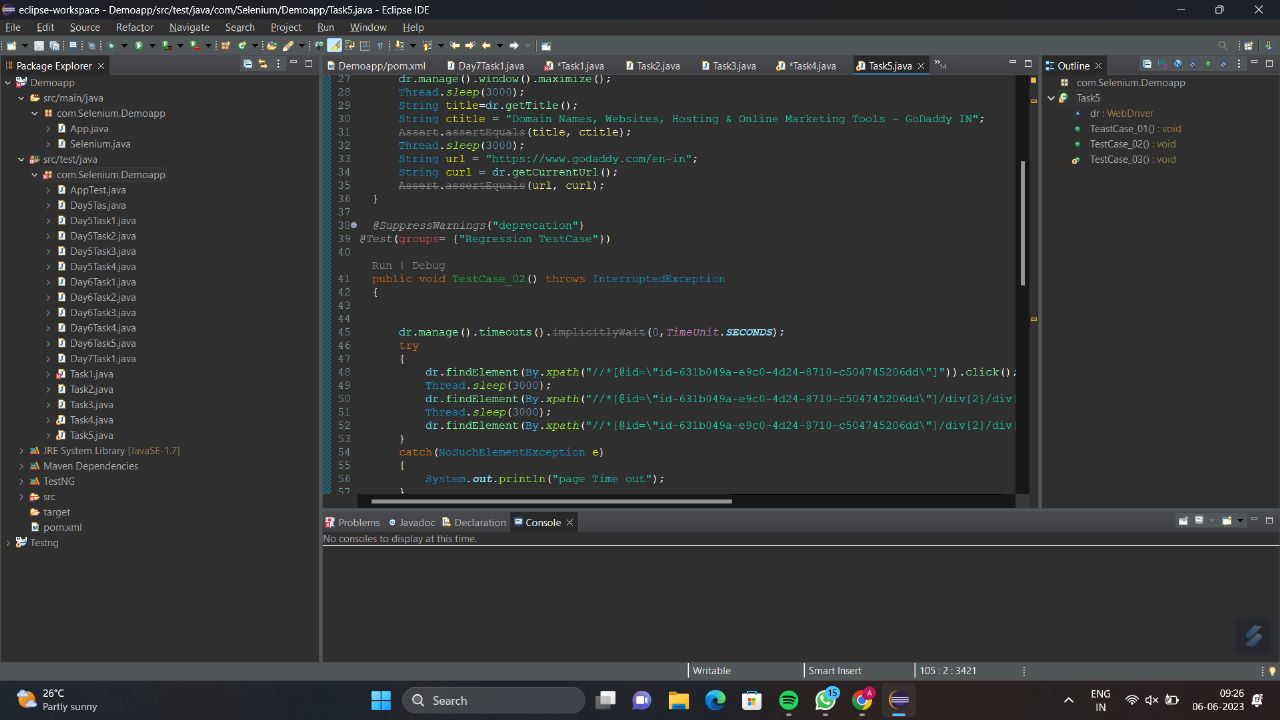 eclipse-workspace - Demoapp/src/test/java/com/Selenium/Demoapp/Task5.java - Eclipse IDE
File Edit Source Refactor Navigate Search Project Run Window Help
Package Explorer
Demoapp
src/main/java
com.Selenium.Demoapp
App.java
Selenium.java
src/test/java
com.Selenium.Demoapp
AppTest.java
Day5Tas.java
Day5Task1.java
Day5Task2.java
Day5Task3.java
Day5Task4.java
Day6Task1.java
Day6Task2.java
Day6Task3.java
Day6Task4.java
Day6Task5.java
Day7Task1.java
Task1.java
Task2.java
Task3.java
Task4.java
Task5.java
JRE System Library [JavaSE-1.7]
Maven Dependencies
TestNG
src
target
pom.xml
Testng
Demoapp/pom.xml Day7Task1.java *Task1.java Task2.java Task3.java *Task4.java Task5.java
27 dr.manage().window().maximize();
28 Thread.sleep(3000);
29 String title=dr.getTitle();
30 String ctitle = "Domain Names, Websites, Hosting & Online Marketing Tools - GoDaddy IN";
31 Assert.assertEquals(title, ctitle);
32 Thread.sleep(3000);
33 String url = "https://www.godaddy.com/en-in";
34 String curl = dr.getCurrentUrl();
35 Assert.assertEquals(url, curl);
36 }
37
38 @SuppressWarnings("deprecation")
39 @Test(groups= {"Regression TestCase"})
40
Run | Debug
41 public void TestCase_02() throws InterruptedException
42 {
43
44
45 dr.manage().timeouts().implicitlyWait(0,TimeUnit.SECONDS);
46 try
47 {
48 dr.findElement(By.xpath("//*[@id=\"id-631b049a-e9c0-4d24-8710-c504745206dd\"]")).click();
49 Thread.sleep(3000);
50 dr.findElement(By.xpath("//*[@id=\"id-631b049a-e9c0-4d24-8710-c504745206dd\"]/div[2]/div[
51 Thread.sleep(3000);
52 dr.findElement(By.xpath("//*[@id=\"id-631b049a-e9c0-4d24-8710-c504745206dd\"]/div[2]/div[
53 }
54 catch(NoSuchElementException e)
55 {
56 System.out.println("page Time out");
57 }
Outline
com.Selenium.Demoapp
Task5
dr : WebDriver
TeastCase_01() : void
TestCase_02() : void
TestCase_03() : void
Problems Javadoc Declaration Console
No consoles to display at this time.
Writable Smart Insert 105 : 2 : 3421
26°C
Partly sunny
Search
15
A
ENG
IN
09:26
06-06-2023